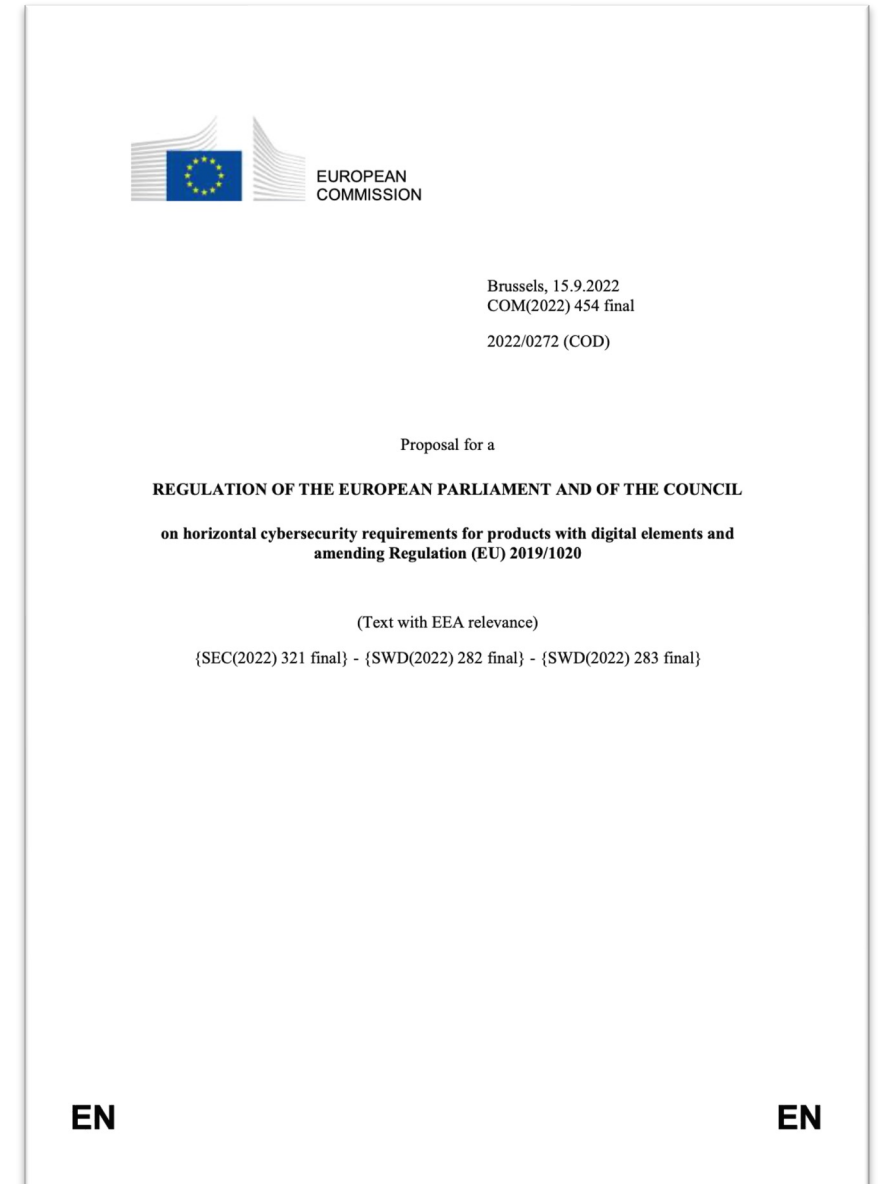 EUROPEAN
COMMISSION
Brussels, 15.9.2022
COM(2022) 454 final
2022/0272 (COD)
Proposal for a
REGULATION OF THE EUROPEAN PARLIAMENT AND OF THE COUNCIL
on horizontal cybersecurity requirements for products with digital elements and
amending Regulation (EU) 2019/1020
(Text with EEA relevance)
{SEC(2022) 321 final} - {SWD(2022) 282 final} - {SWD(2022) 283 final}
EN EN